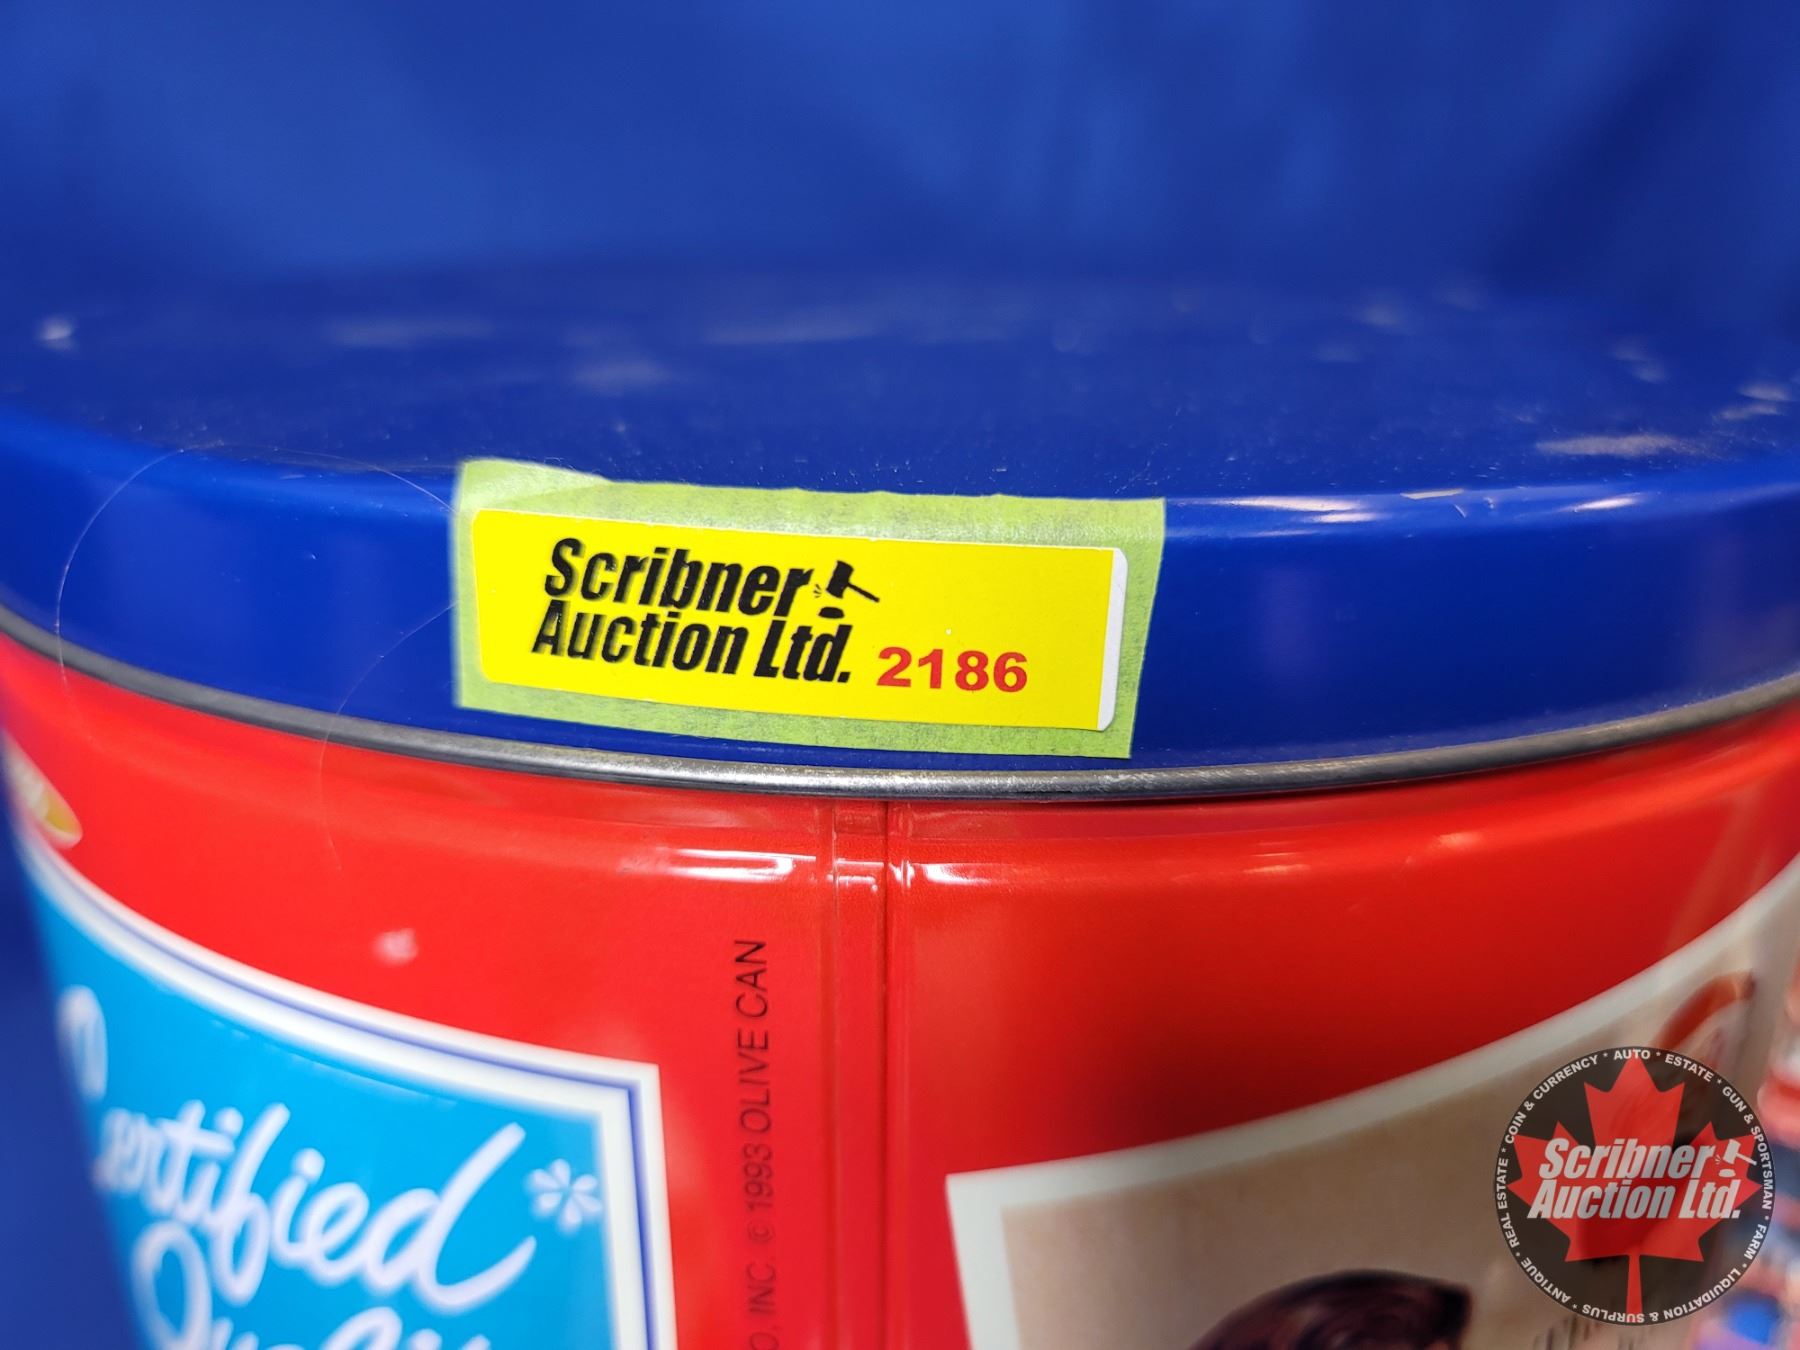 Scribner
Auction Ltd. 2186
O, INC. © 1993 OLIVE CAN
Certified*
COIN & CURRENCY * AUTO * ESTATE * GUN & SPORTSMAN * FARM * LIQUIDATION & SURPLUS * ANTIQUE * REAL ESTATE *
Scribner
Auction Ltd.